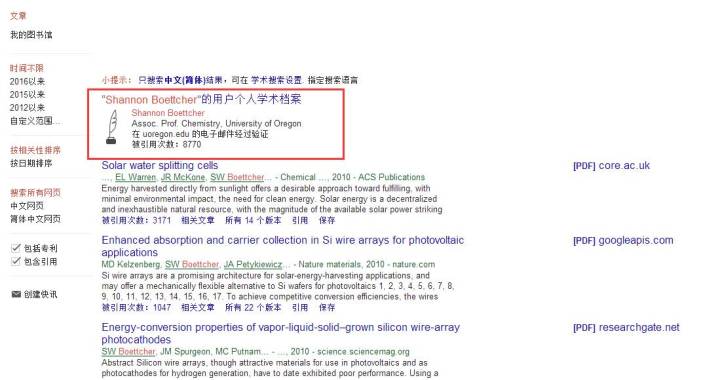 文章
我的图书馆
时间不限
2016以来
2015以来
2012以来
自定义范围...
按相关性排序
按日期排序
搜索所有网页
中文网页
简体中文网页
包括专利
包含引用
创建快讯
小提示： 只搜索中文(简体)结果，可在 学术搜索设置. 指定搜索语言
"Shannon Boettcher"的用户个人学术档案
Shannon Boettcher
Assoc. Prof. Chemistry, University of Oregon
在 uoregon.edu 的电子邮件经过验证
被引用次数：8770
Solar water splitting cells
…, EL Warren, JR McKone, SW Boettcher… - Chemical …, 2010 - ACS Publications
Energy harvested directly from sunlight offers a desirable approach toward fulfilling, with
minimal environmental impact, the need for clean energy. Solar energy is a decentralized
and inexhaustible natural resource, with the magnitude of the available solar power striking
被引用次数：3171 相关文章 所有 14 个版本 引用 保存
[PDF] core.ac.uk
Enhanced absorption and carrier collection in Si wire arrays for photovoltaic
applications
MD Kelzenberg, SW Boettcher, JA Petykiewicz… - Nature materials, 2010 - nature.com
Si wire arrays are a promising architecture for solar-energy-harvesting applications, and
may offer a mechanically flexible alternative to Si wafers for photovoltaics 1, 2, 3, 4, 5, 6, 7, 8,
9, 10, 11, 12, 13, 14, 15, 16, 17. To achieve competitive conversion efficiencies, the wires
被引用次数：1047 相关文章 所有 22 个版本 引用 保存
[PDF] googleapis.com
Energy-conversion properties of vapor-liquid-solid–grown silicon wire-array
photocathodes
SW Boettcher, JM Spurgeon, MC Putnam… - …, 2010 - science.sciencemag.org
Abstract Silicon wire arrays, though attractive materials for use in photovoltaics and as
photocathodes for hydrogen generation, have to date exhibited poor performance. Using a
[PDF] researchgate.net